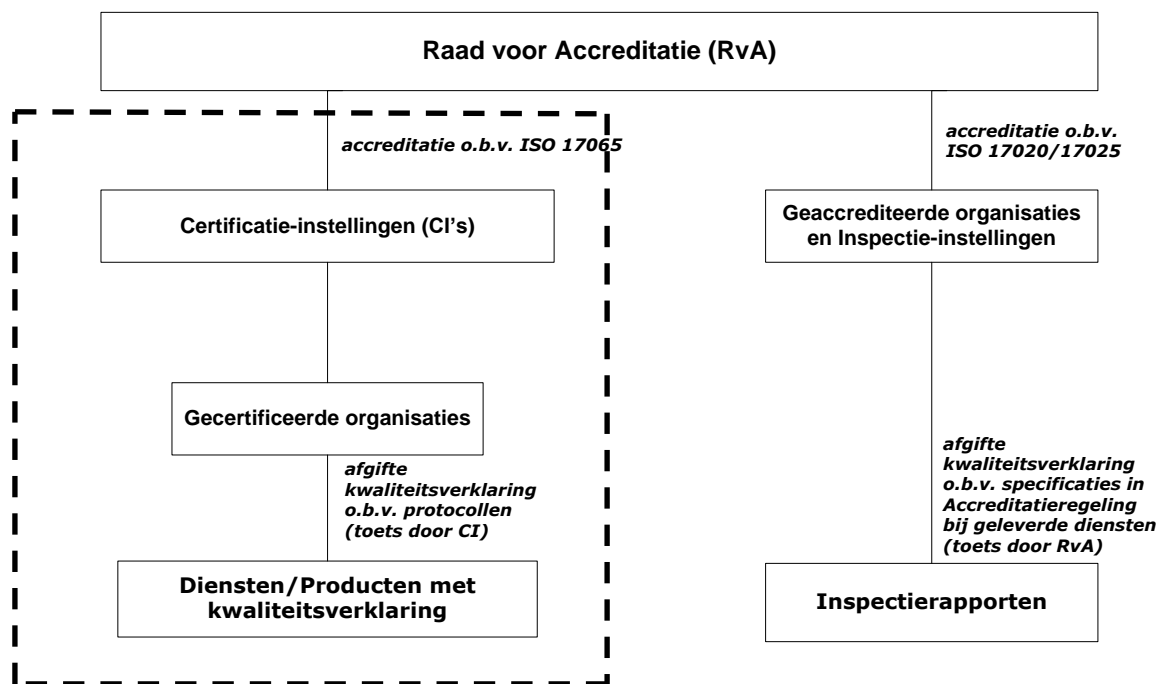 Raad voor Accreditatie (RvA)
accreditatie o.b.v. ISO 17065
accreditatie o.b.v.
ISO 17020/17025
Certificatie-instellingen (CI's)
Geaccrediteerde organisaties
en Inspectie-instellingen
Gecertificeerde organisaties
afgifte
kwaliteitsverklaring
o.b.v. protocollen
(toets door CI)
afgifte
kwaliteitsverklaring
o.b.v. specificaties in
Accreditatieregeling
bij geleverde diensten
(toets door RvA)
Diensten/Producten met
kwaliteitsverklaring
Inspectierapporten